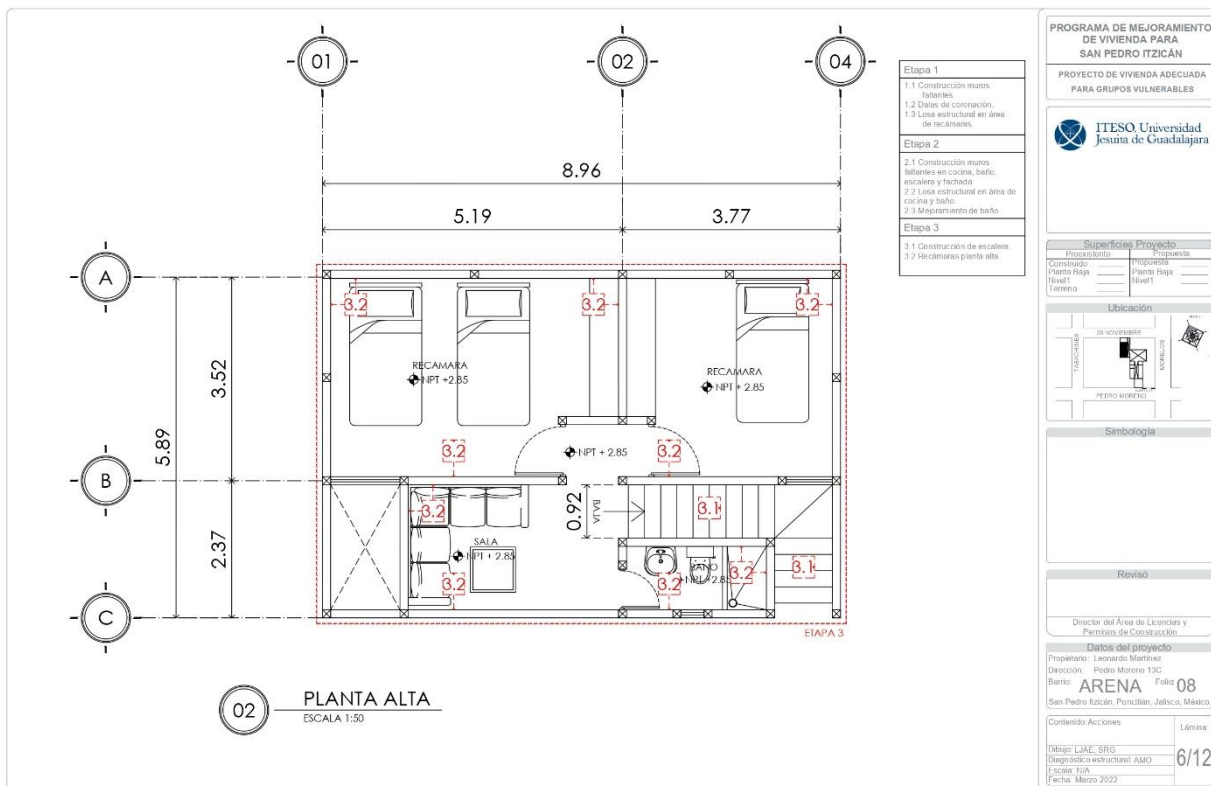 01
02
04
Etapa 1
1.1 Construcción muros
faltantes.
1.2 Dalas de coronación.
1.3 Losa estructural en área
de recámaras.
Etapa 2
2.1 Construcción muros
faltantes en cocina, baño,
escalera y fachada
2.2 Losa estructural en área de
cocina y baño.
2.3 Mejoramiento de baño
Etapa 3
3.1 Construcción de escalera
3.2 Recámaras planta alta
8.96
5.19
3.77
A
B
C
5.89
3.52
2.37
3.2
3.2
3.2
RECAMARA
NPT +2.85
RECAMARA
NPT + 2.85
3.2
NPT + 2.85
3.2
3.2
0.92
BAJA
3.1
SALA
NPT + 2.85
3.2
BAÑO
NPT +2.85
3.2
3.2
3.1
ETAPA 3
02
PLANTA ALTA
ESCALA 1:50
PROGRAMA DE MEJORAMIENTO
DE VIVIENDA PARA
SAN PEDRO ITZICÁN
PROYECTO DE VIVIENDA ADECUADA
PARA GRUPOS VULNERABLES
ITESO, Universidad
Jesuita de Guadalajara
Superficies Proyecto
Preexistente Propuesta
Construido Propuesta
Planta Baja Planta Baja
Nivel1 Nivel1
Terreno
Ubicación
20 NOVIEMBRE
TABACHINES
MORELOS
PEDRO MORENO
Simbología
Revisó
Director del Área de Licencias y
Permisos de Construcción
Datos del proyecto
Propietario: Leonardo Martínez
Dirección: Pedro Moreno 13C
Barrio: ARENA Folio: 08
San Pedro Itzicán, Poncitlán, Jalisco, México.
Contenido: Acciones
Lámina
Dibujo: LJAE, SRG
Diagnóstico estructural: AMO
6/12
Escala: N/A
Fecha: Marzo 2022